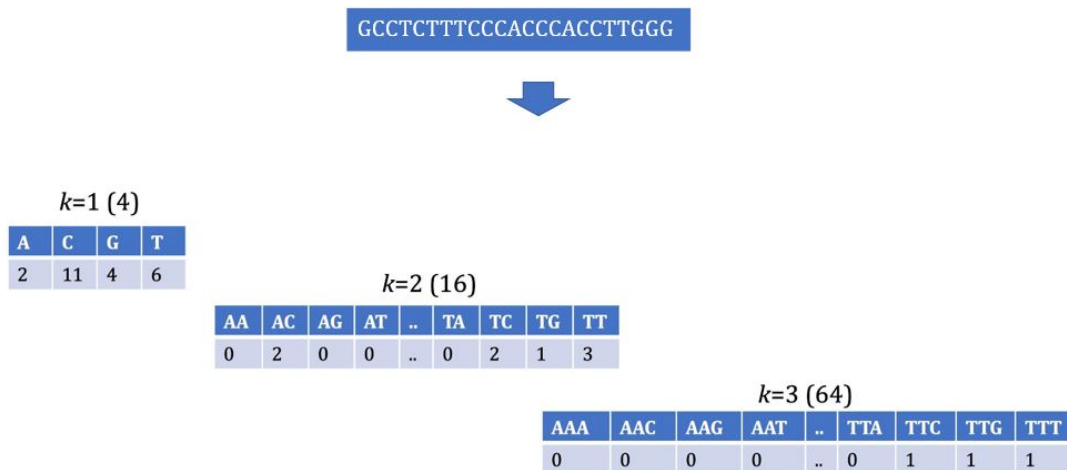 GCCTCTTTCCCACCCACCTTGGG
k=1 (4)
A C G T
2 11 4 6
k=2 (16)
AA AC AG AT .. TA TC TG TT
0 2 0 0 .. 0 2 1 3
k=3 (64)
AAA AAC AAG AAT .. TTA TTC TTG TTT
0 0 0 0 .. 0 1 1 1